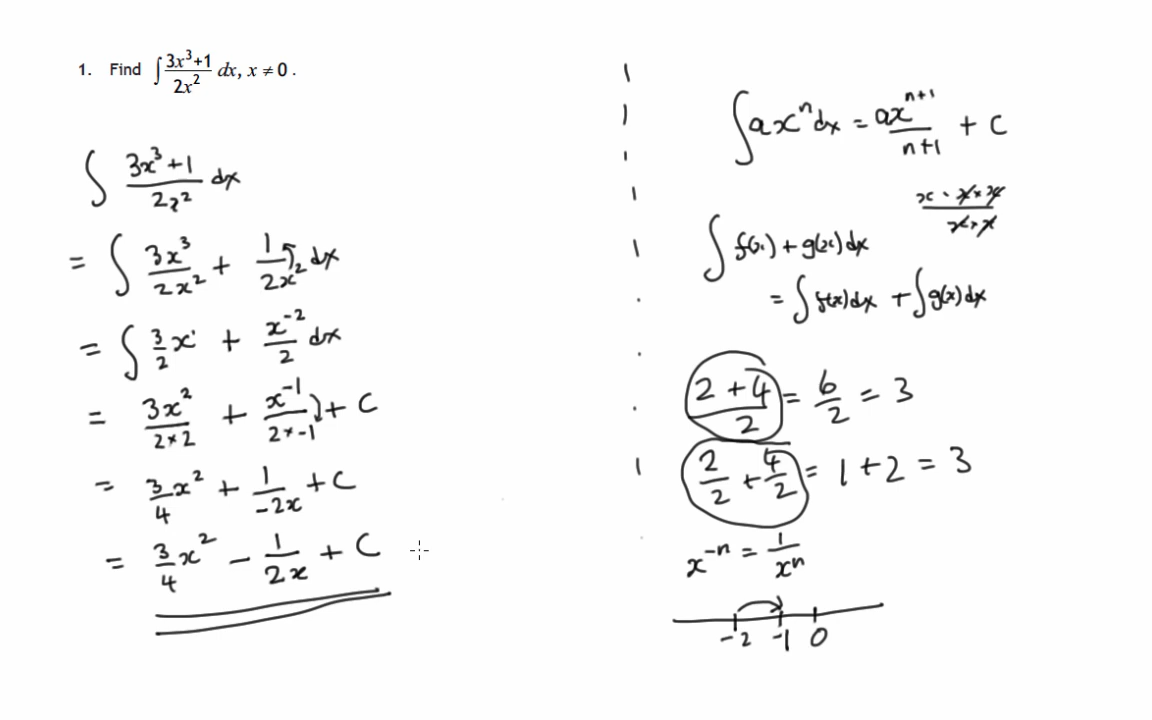 1. Find ∫ (3x³+1)/(2x²) dx, x ≠ 0 .
∫ (3x³+1)/(2x²) dx
= ∫ 3x³/(2x²) + 1/(2x²) dx
= ∫ 3/2 x¹ + x⁻²/2 dx
= 3x²/(2×2) + x⁻¹/(2×-1) + C
= 3/4 x² + 1/(-2x) + C
= 3/4 x² - 1/(2x) + C
∫ axⁿ dx = axⁿ⁺¹/(n+1) + C
(x × x × x)/(x × x)
∫ f(x) + g(x) dx
= ∫ f(x) dx + ∫ g(x) dx
(2 + 4)/2 = 6/2 = 3
2/2 + 4/2 = 1 + 2 = 3
x⁻ⁿ = 1/xⁿ
-2 -1 0